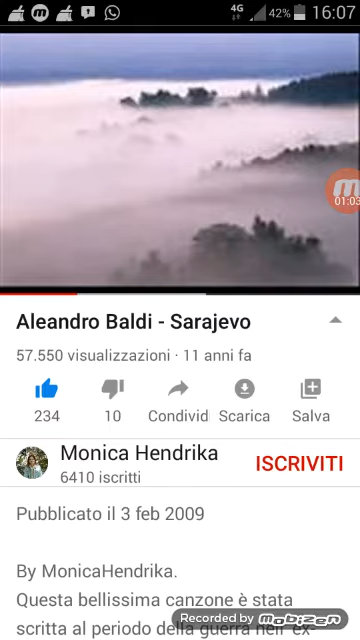 4G 42% 16:07
01:03
Aleandro Baldi - Sarajevo
57.550 visualizzazioni · 11 anni fa
234 10 Condivid Scarica Salva
Monica Hendrika
6410 iscritti
ISCRIVITI
Pubblicato il 3 feb 2009
By MonicaHendrika.
Questa bellissima canzone è stata
scritta al periodo della guerra nell' ex-
Recorded by mobizen